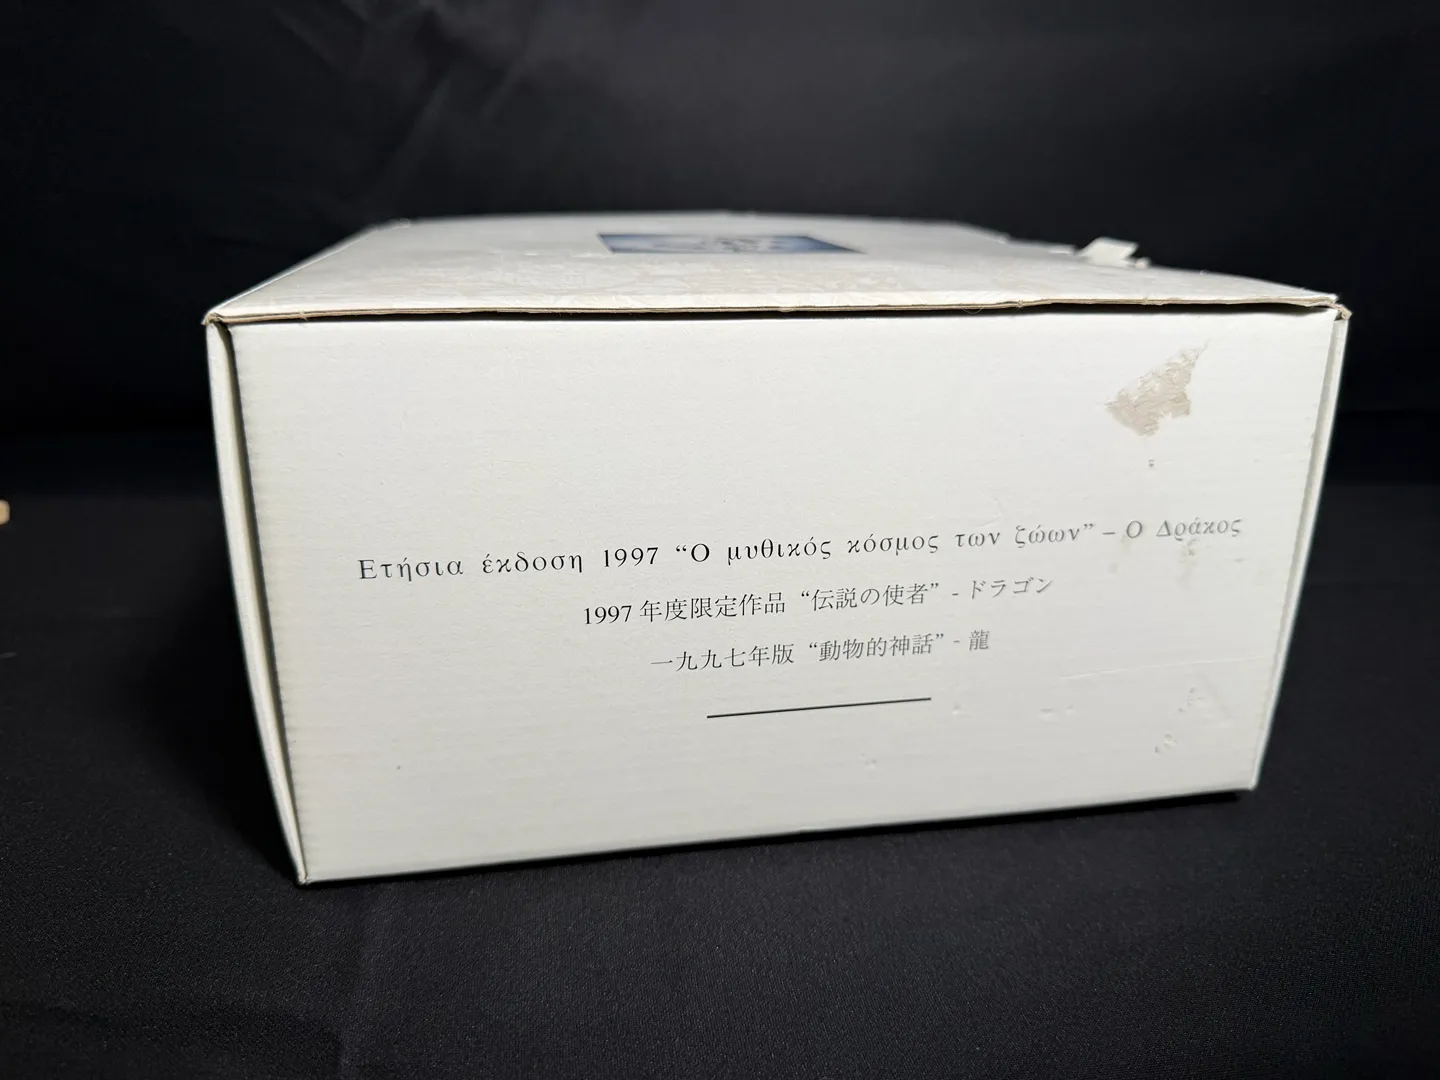 Ετήσια έκδοση 1997 “Ο μυθικός κόσμος των ζώων” – Ο Δράκος
1997 年度限定作品 “伝説の使者” - ドラゴン
一九九七年版 “動物的神話” - 龍